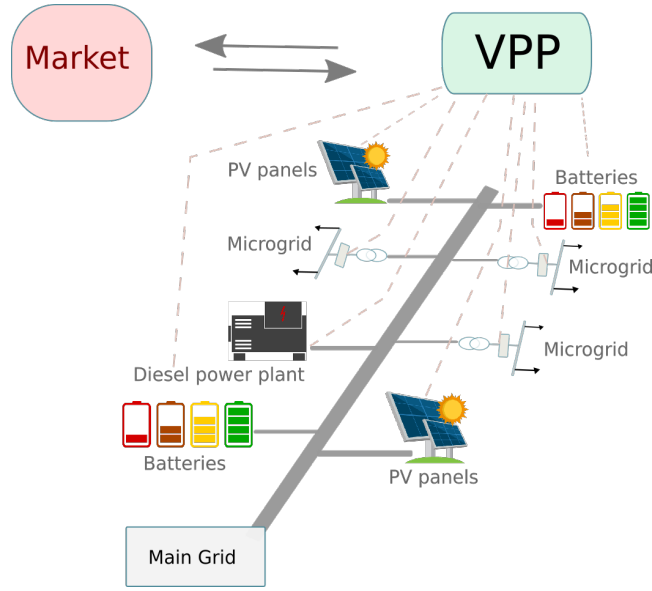 Market
VPP
PV panels
Batteries
Microgrid
Microgrid
Microgrid
Diesel power plant
Batteries
PV panels
Main Grid